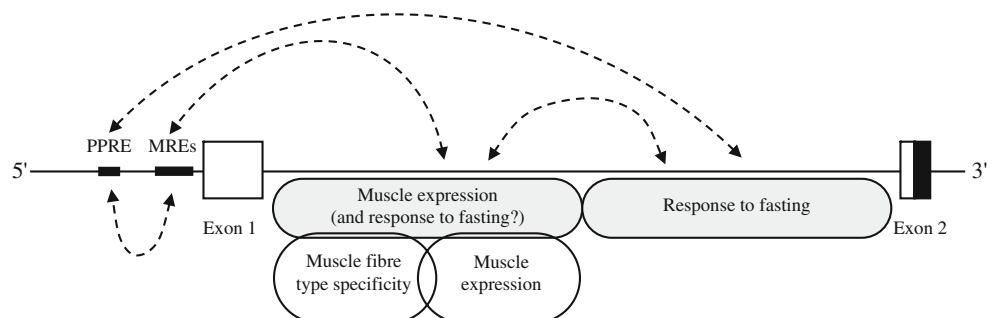 PPRE
MREs
5'
3'
Exon 1
Muscle expression
(and response to fasting?)
Response to fasting
Exon 2
Muscle fibre
type specificity
Muscle
expression